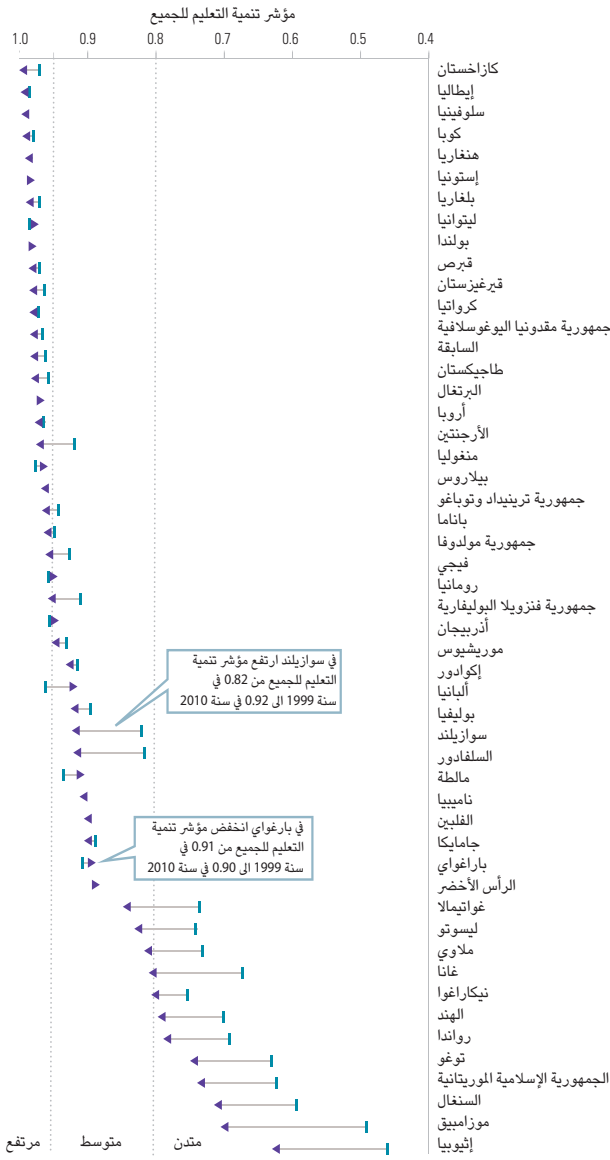 مؤشر تنمية التعليم للجميع
1.0 0.9 0.8 0.7 0.6 0.5 0.4
كازاخستان
إيطاليا
سلوفينيا
كوبا
هنغاريا
إستونيا
بلغاريا
ليتوانيا
بولندا
قبرص
قيرغيزستان
كرواتيا
جمهورية مقدونيا اليوغوسلافية
السابقة
طاجيكستان
البرتغال
أروبا
الأرجنتين
منغوليا
بيلاروس
جمهورية ترينيداد وتوباغو
باناما
جمهورية مولدوفا
فيجي
رومانيا
جمهورية فنزويلا البوليفارية
أذربيجان
موريشيوس
إكوادور
ألبانيا
بوليفيا
سوازيلند
السلفادور
مالطة
ناميبيا
الفلبين
جامايكا
باراغواي
الرأس الأخضر
غواتيمالا
ليسوتو
ملاوي
غانا
نيكاراغوا
الهند
رواندا
توغو
الجمهورية الإسلامية الموريتانية
السنغال
موزامبيق
إثيوبيا
في سوازيلند ارتفع مؤشر تنمية
التعليم للجميع من 0.82 في
سنة 1999 الى 0.92 في سنة 2010
في بارغواي انخفض مؤشر تنمية
التعليم للجميع من 0.91 في
سنة 1999 الى 0.90 في سنة 2010
متدن
متوسط
مرتفع